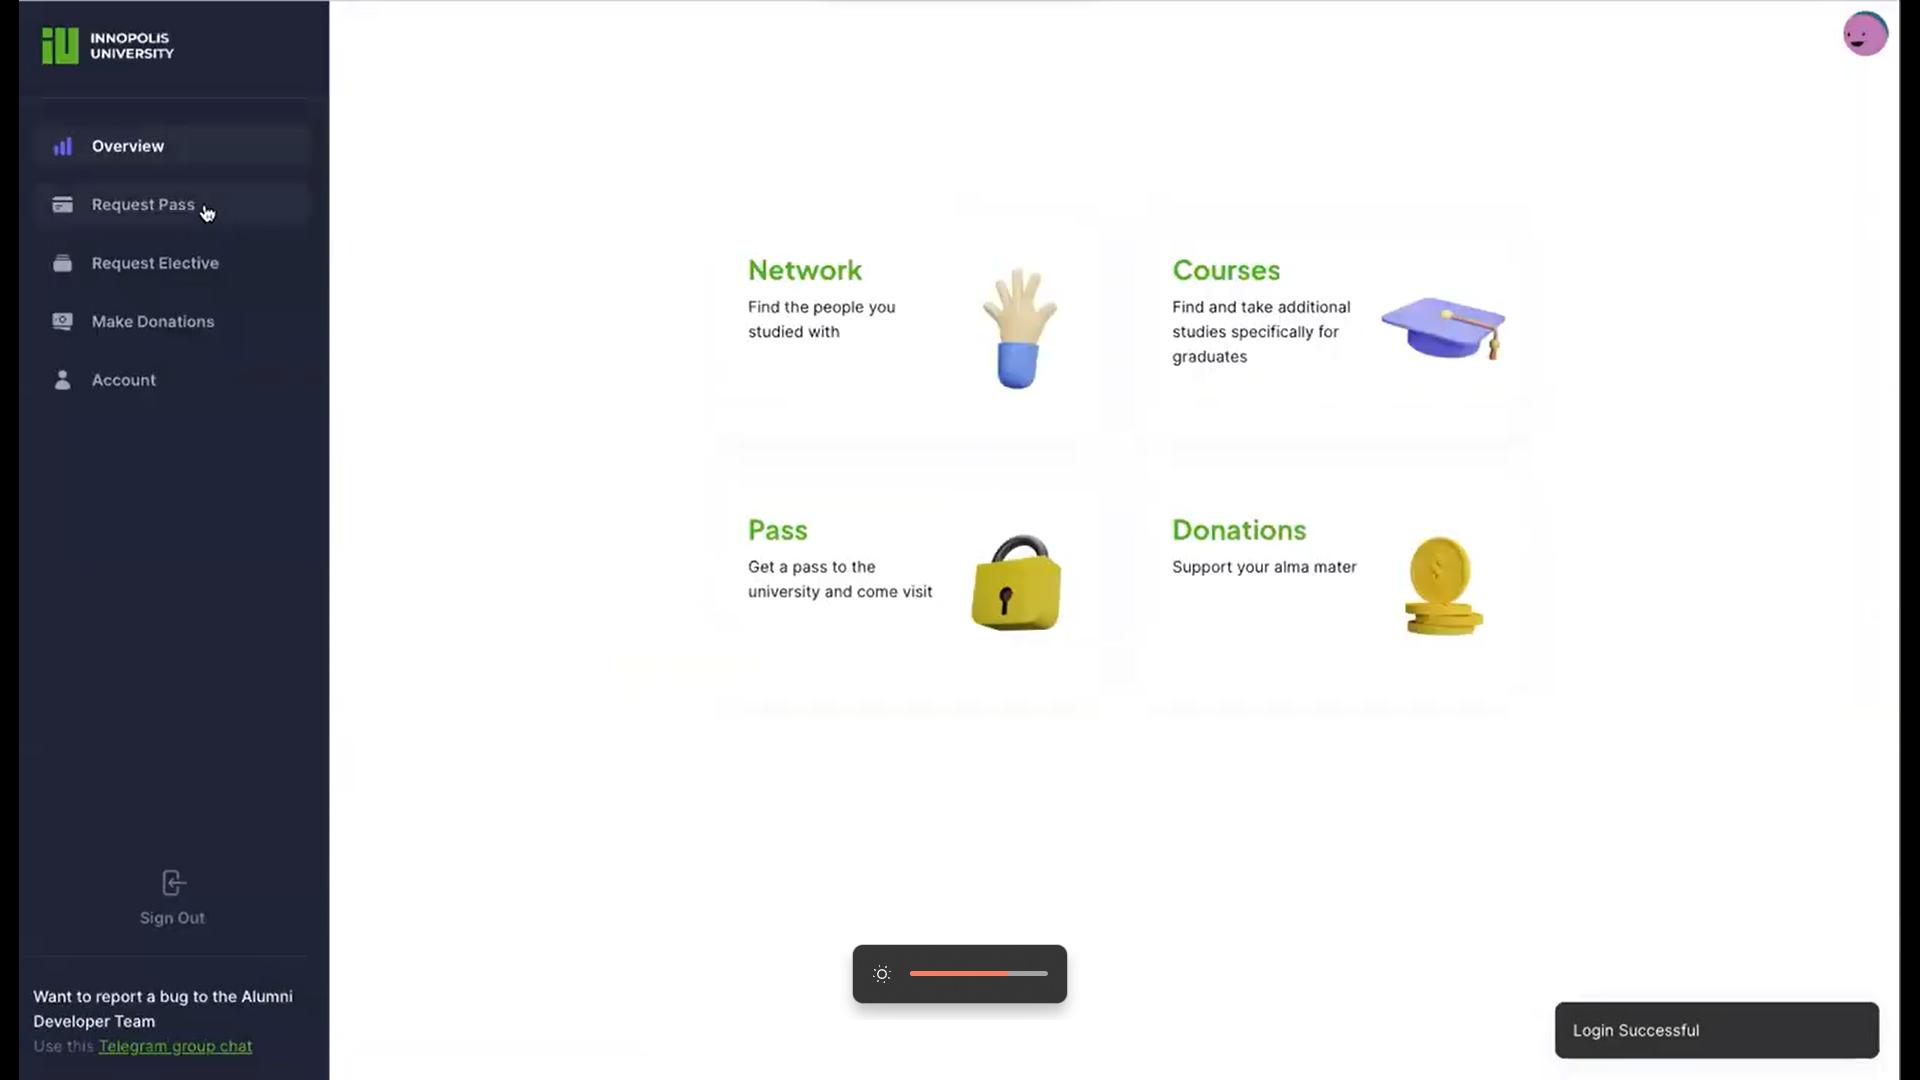 INNOPOLIS
UNIVERSITY
Overview
Request Pass
Request Elective
Make Donations
Account
Sign Out
Want to report a bug to the Alumni
Developer Team
Use this Telegram group chat
Network
Find the people you
studied with
Courses
Find and take additional
studies specifically for
graduates
Pass
Get a pass to the
university and come visit
Donations
Support your alma mater
Login Successful